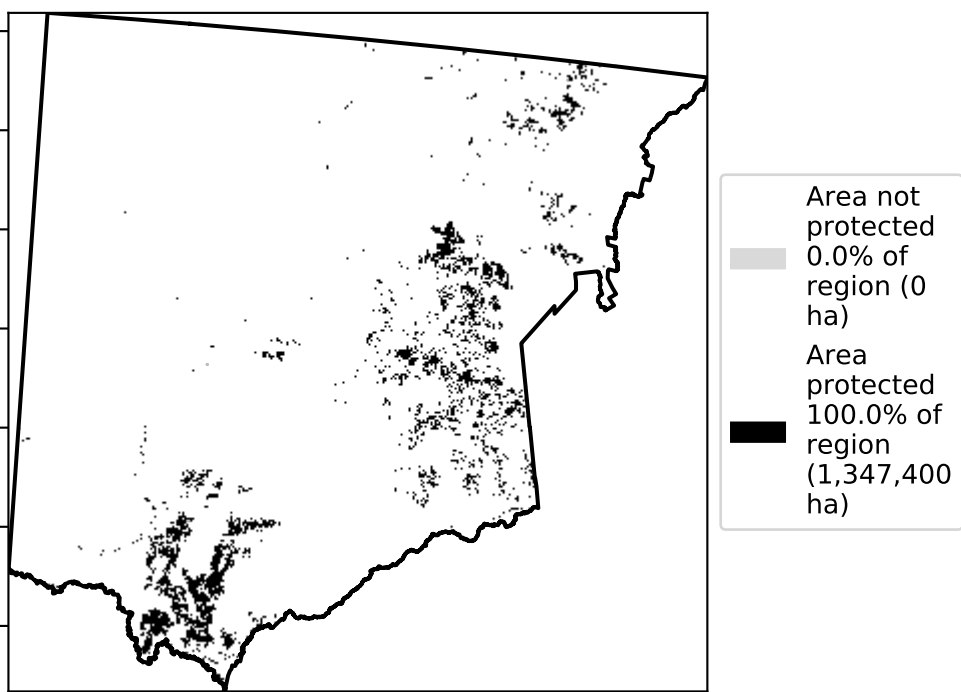 Area not
protected
0.0% of
region (0
ha)
Area
protected
100.0% of
region
(1,347,400
ha)